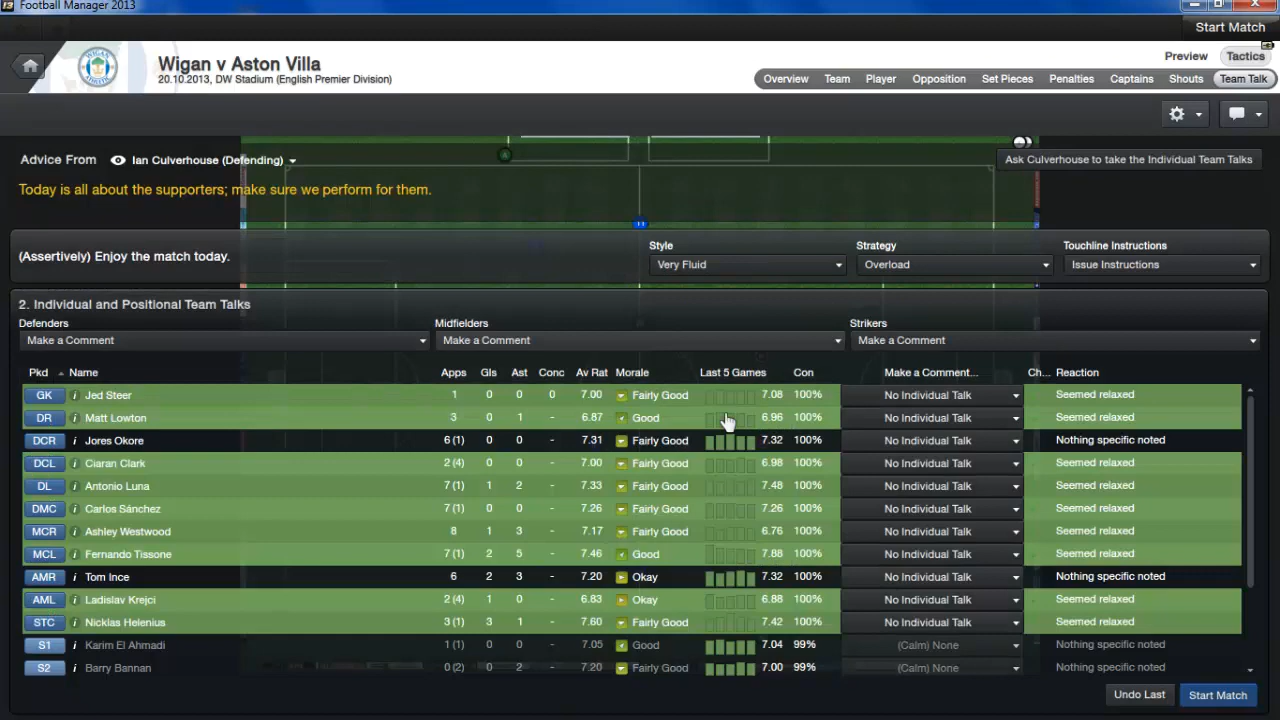 Football Manager 2013
Start Match
Wigan v Aston Villa
20.10.2013, DW Stadium (English Premier Division)
Preview Tactics
Overview Team Player Opposition Set Pieces Penalties Captains Shouts Team Talk
Advice From Ian Culverhouse (Defending)
Ask Culverhouse to take the Individual Team Talks
Today is all about the supporters; make sure we perform for them.
Style Strategy Touchline Instructions
(Assertively) Enjoy the match today. Very Fluid Overload Issue Instructions
2. Individual and Positional Team Talks
Defenders Midfielders Strikers
Make a Comment Make a Comment Make a Comment
Pkd Name Apps Gls Ast Conc Av Rat Morale Last 5 Games Con Make a Comment... Ch... Reaction
GK i Jed Steer 1 0 0 0 7.00 Fairly Good 7.08 100% No Individual Talk Seemed relaxed
DR i Matt Lowton 3 0 1 - 6.87 Good 6.96 100% No Individual Talk Seemed relaxed
DCR i Jores Okore 6 (1) 0 0 - 7.31 Fairly Good 7.32 100% No Individual Talk Nothing specific noted
DCL i Ciaran Clark 2 (4) 0 0 - 7.00 Fairly Good 6.98 100% No Individual Talk Seemed relaxed
DL i Antonio Luna 7 (1) 1 2 - 7.33 Fairly Good 7.48 100% No Individual Talk Seemed relaxed
DMC i Carlos Sánchez 7 (1) 0 0 - 7.26 Fairly Good 7.26 100% No Individual Talk Seemed relaxed
MCR i Ashley Westwood 8 1 3 - 7.17 Fairly Good 6.76 100% No Individual Talk Seemed relaxed
MCL i Fernando Tissone 7 (1) 2 5 - 7.46 Good 7.88 100% No Individual Talk Seemed relaxed
AMR i Tom Ince 6 2 3 - 7.20 Okay 7.32 100% No Individual Talk Nothing specific noted
AML i Ladislav Krejci 2 (4) 1 0 - 6.83 Okay 6.88 100% No Individual Talk Seemed relaxed
STC i Nicklas Helenius 3 (1) 3 1 - 7.60 Fairly Good 7.42 100% No Individual Talk Seemed relaxed
S1 i Karim El Ahmadi 1 (1) 0 0 - 7.05 Good 7.04 99% (Calm) None Nothing specific noted
S2 i Barry Bannan 0 (2) 0 2 - 7.20 Fairly Good 7.00 99% (Calm) None Nothing specific noted
Undo Last Start Match